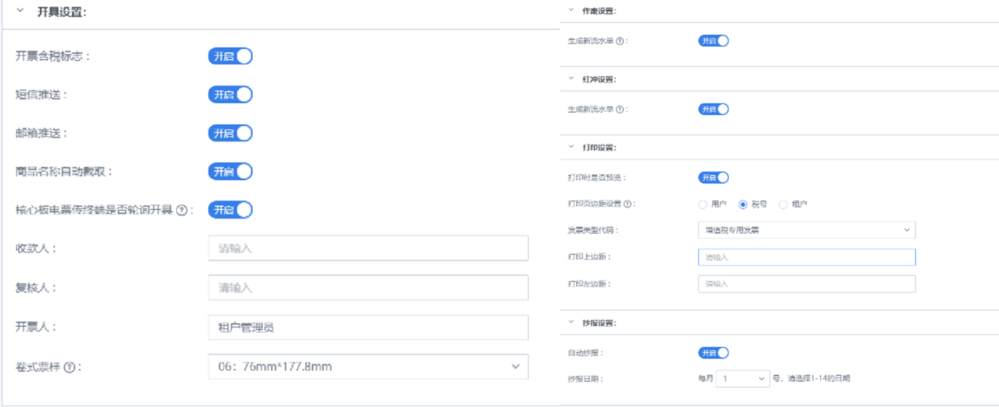 开具设置：
开票含税标志： 开启
短信推送： 开启
邮箱推送： 开启
商品名称自动截取： 开启
核心板电票传终端是否轮询开具 ?： 开启
收款人： 请输入
复核人： 请输入
开票人： 租户管理员
卷式票样 ?： 06：76mm*177.8mm
作废设置：
生成新流水单 ?： 开启
红冲设置：
生成新流水单 ?： 开启
打印设置：
打印时是否预览： 开启
打印页边距设置 ?： 用户 税号 租户
发票类型代码： 增值税专用发票
打印上边距： 请输入
打印左边距： 请输入
抄报设置：
自动抄报： 开启
抄报日期： 每月 1 号，请选择1-14的日期